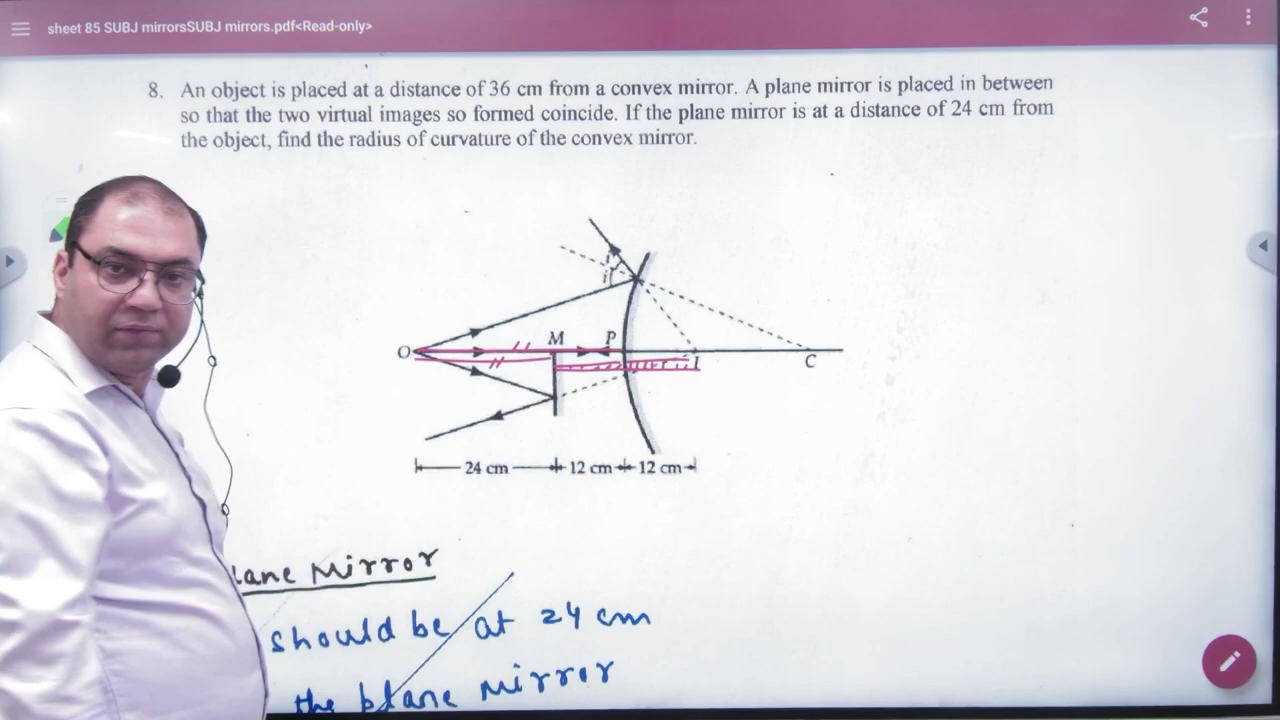 sheet 85 SUBJ mirrorsSUBJ mirrors.pdf<Read-only>
8. An object is placed at a distance of 36 cm from a convex mirror. A plane mirror is placed in between
so that the two virtual images so formed coincide. If the plane mirror is at a distance of 24 cm from
the object, find the radius of curvature of the convex mirror.
i
M P
O I C
24 cm 12 cm 12 cm
lane Mirror
should be at 24 cm
the plane Mirror